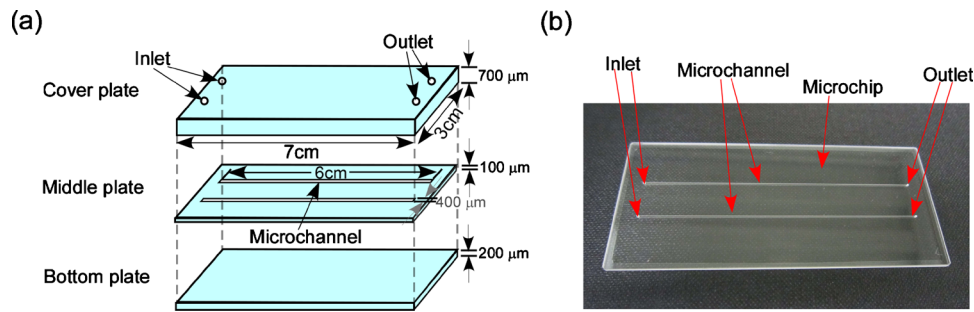 (a)
Inlet
Outlet
Cover plate
700 μm
3cm
7cm
Middle plate
6cm
100 μm
400 μm
Microchannel
Bottom plate
200 μm
(b)
Inlet
Microchannel
Microchip
Outlet